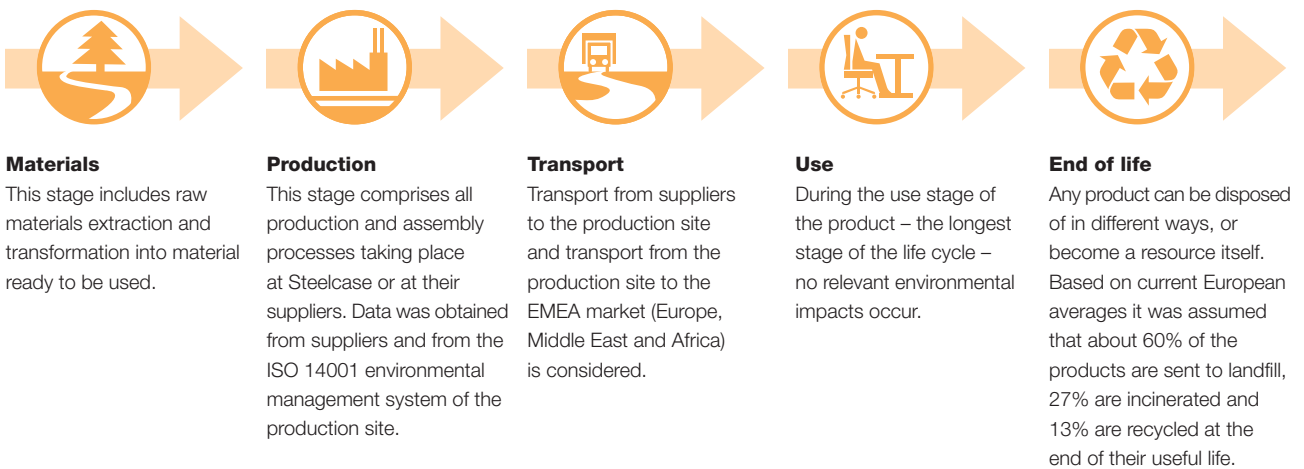 Materials
This stage includes raw
materials extraction and
transformation into material
ready to be used.
Production
This stage comprises all
production and assembly
processes taking place
at Steelcase or at their
suppliers. Data was obtained
from suppliers and from the
ISO 14001 environmental
management system of the
production site.
Transport
Transport from suppliers
to the production site
and transport from the
production site to the
EMEA market (Europe,
Middle East and Africa)
is considered.
Use
During the use stage of
the product – the longest
stage of the life cycle –
no relevant environmental
impacts occur.
End of life
Any product can be disposed
of in different ways, or
become a resource itself.
Based on current European
averages it was assumed
that about 60% of the
products are sent to landfill,
27% are incinerated and
13% are recycled at the
end of their useful life.